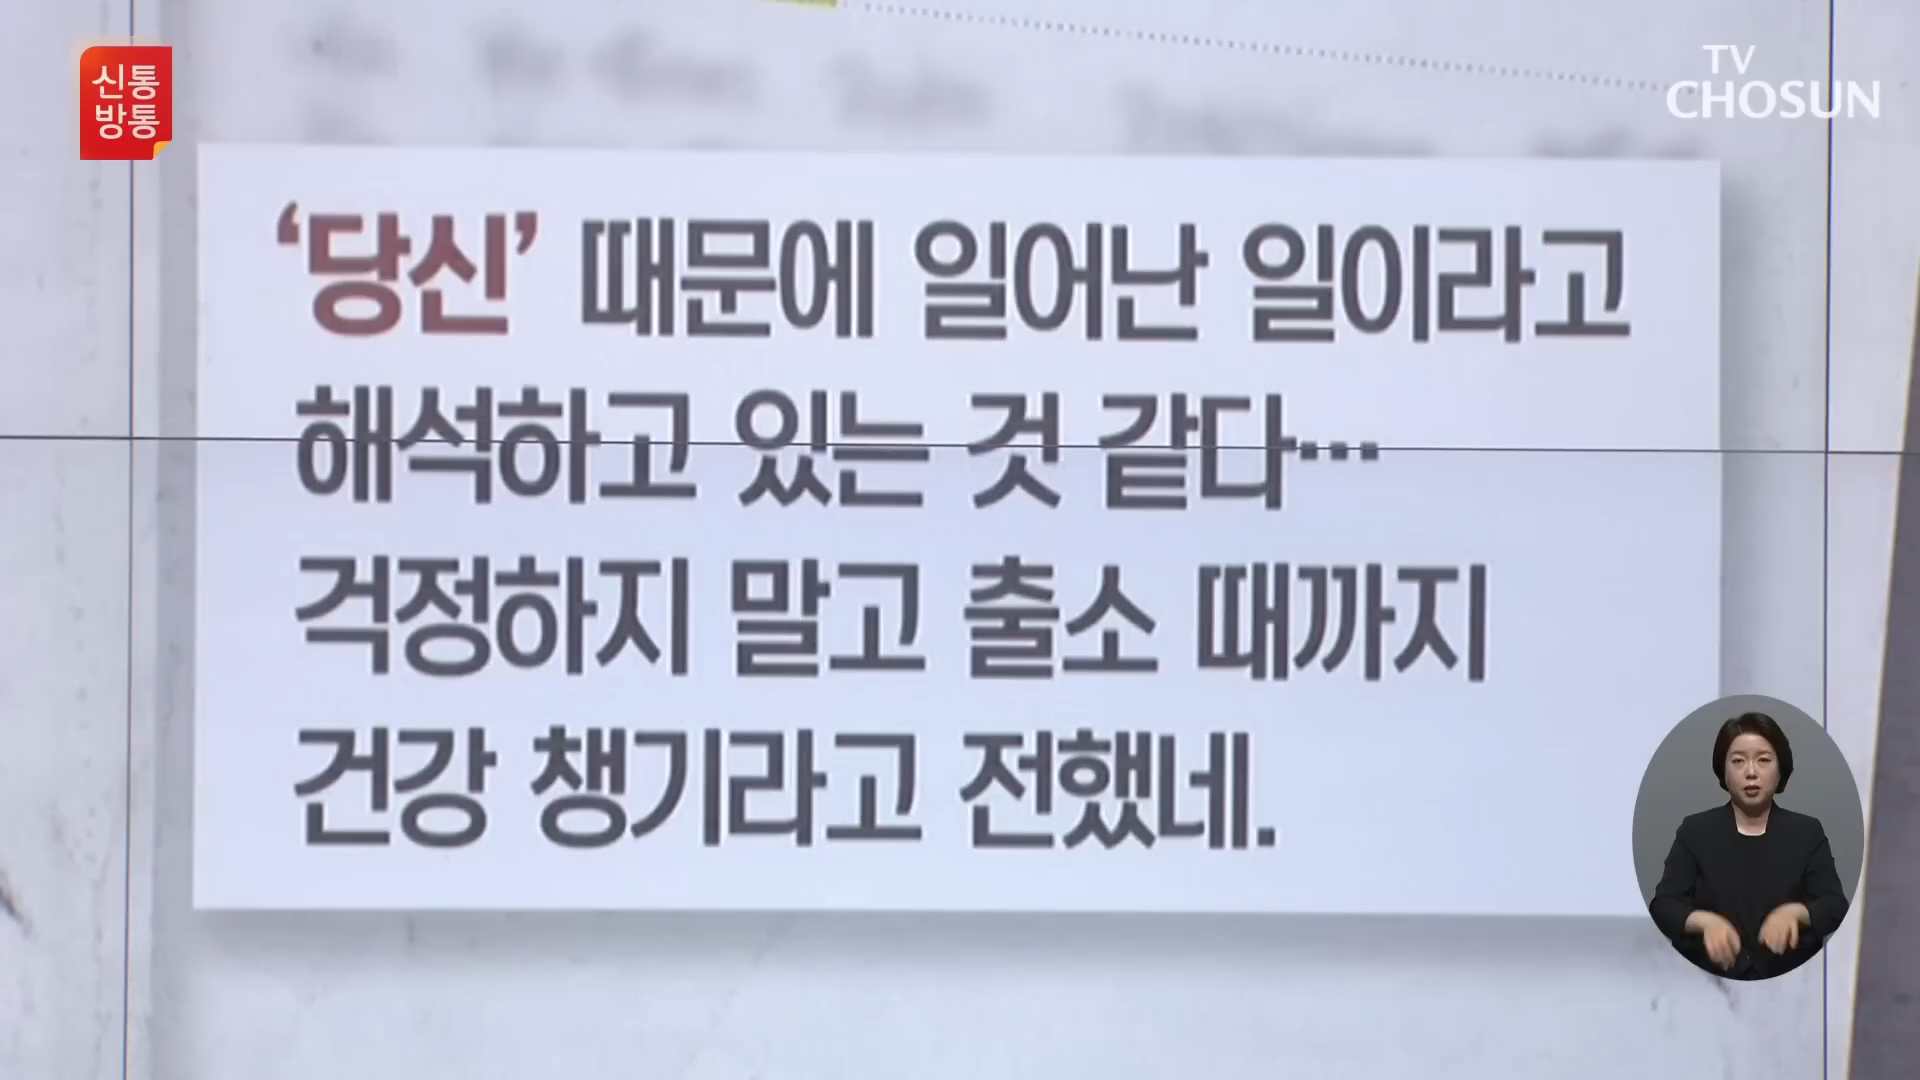 신통
방통
TV
CHOSUN
‘당신’ 때문에 일어난 일이라고
해석하고 있는 것 같다…
걱정하지 말고 출소 때까지
건강 챙기라고 전했네.